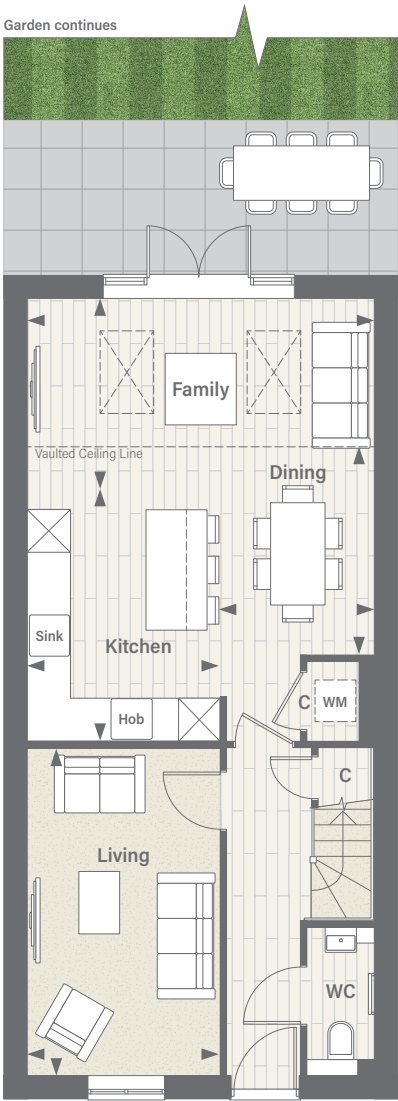 Garden continues
Family
Vaulted Ceiling Line
Dining
Sink
Kitchen
C
WM
Hob
C
Living
WC